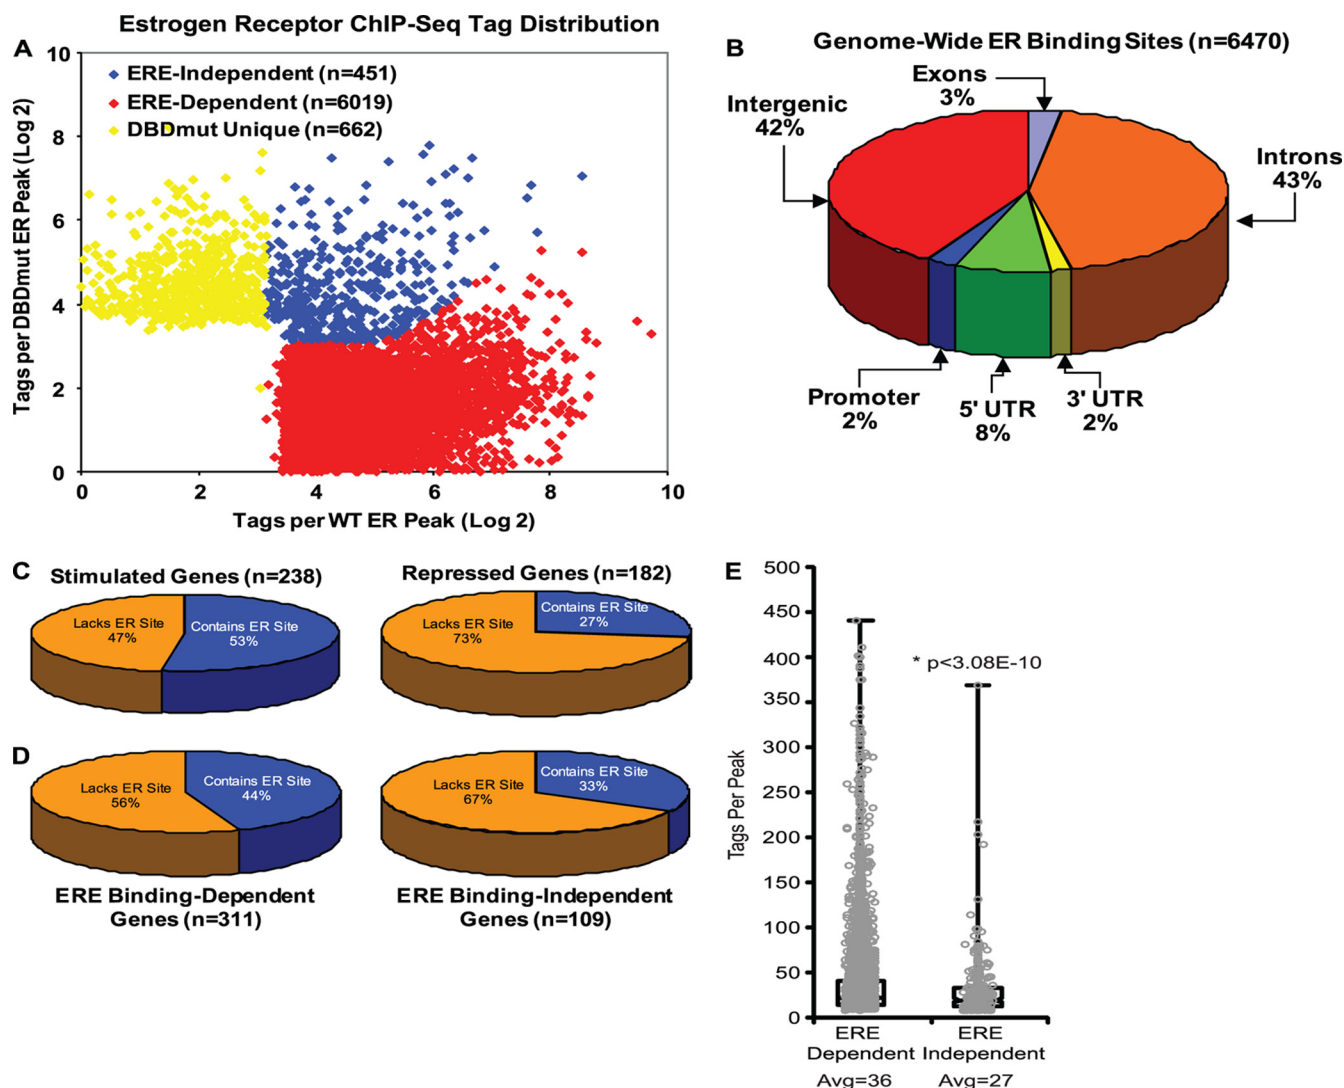 Estrogen Receptor ChIP-Seq Tag Distribution
A
10
8
6
4
2
0
Tags per DBDmut ER Peak (Log 2)
ERE-Independent (n=451)
ERE-Dependent (n=6019)
DBDmut Unique (n=662)
0 2 4 6 8 10
Tags per WT ER Peak (Log 2)
B
Genome-Wide ER Binding Sites (n=6470)
Exons
3%
Intergenic
42%
Introns
43%
Promoter
2%
5' UTR
8%
3' UTR
2%
C
Stimulated Genes (n=238)
Lacks ER Site
47%
Contains ER Site
53%
Repressed Genes (n=182)
Lacks ER Site
73%
Contains ER Site
27%
D
Lacks ER Site
56%
Contains ER Site
44%
ERE Binding-Dependent
Genes (n=311)
Lacks ER Site
67%
Contains ER Site
33%
ERE Binding-Independent
Genes (n=109)
E
500
450
400
350
300
250
200
150
100
50
0
Tags Per Peak
* p<3.08E-10
ERE
Dependent
Avg=36
ERE
Independent
Avg=27